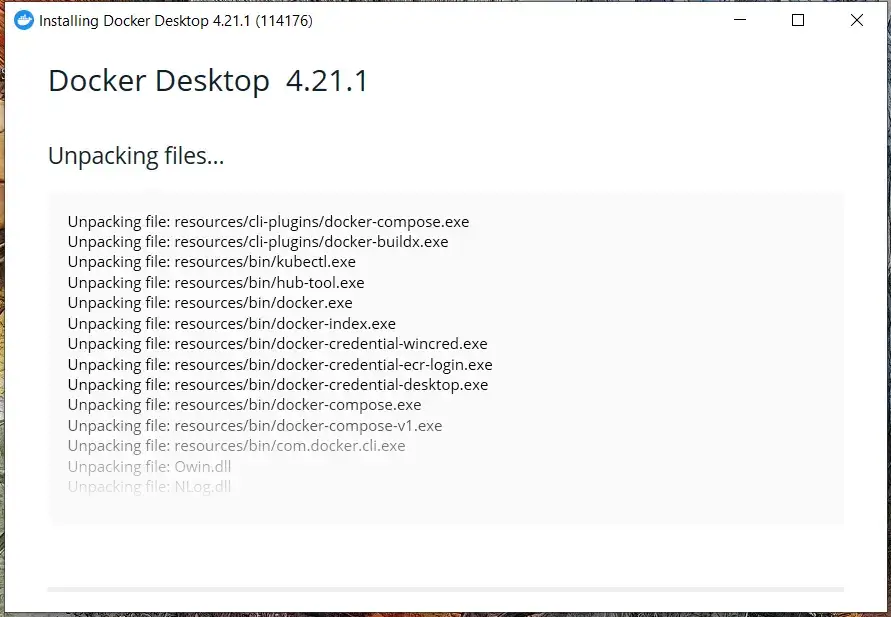 Installing Docker Desktop 4.21.1 (114176)
Docker Desktop 4.21.1
Unpacking files...
Unpacking file: resources/cli-plugins/docker-compose.exe
Unpacking file: resources/cli-plugins/docker-buildx.exe
Unpacking file: resources/bin/kubectl.exe
Unpacking file: resources/bin/hub-tool.exe
Unpacking file: resources/bin/docker.exe
Unpacking file: resources/bin/docker-index.exe
Unpacking file: resources/bin/docker-credential-wincred.exe
Unpacking file: resources/bin/docker-credential-ecr-login.exe
Unpacking file: resources/bin/docker-credential-desktop.exe
Unpacking file: resources/bin/docker-compose.exe
Unpacking file: resources/bin/docker-compose-v1.exe
Unpacking file: resources/bin/com.docker.cli.exe
Unpacking file: Owin.dll
Unpacking file: NLog.dll